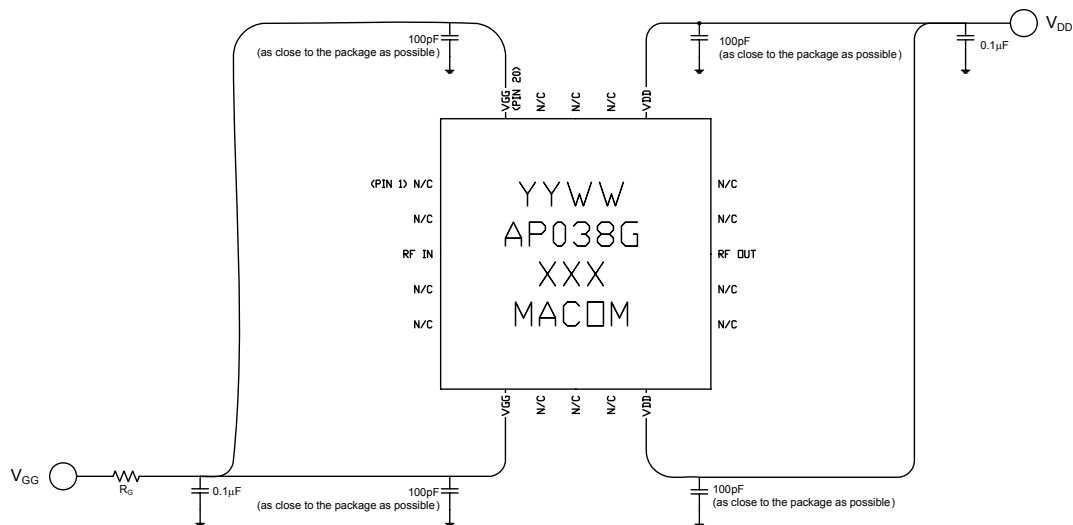 100pF
(as close to the package as possible)
100pF
(as close to the package as possible)
0.1µF
VDD
VGG
(PIN 20)
N/C
N/C
N/C
VDD
(PIN 1) N/C
N/C
RF IN
N/C
N/C
YYWW
AP038G
XXX
MACOM
N/C
N/C
RF OUT
N/C
N/C
VGG
N/C
N/C
N/C
VDD
VGG
RG
0.1µF
100pF
(as close to the package as possible)
100pF
(as close to the package as possible)